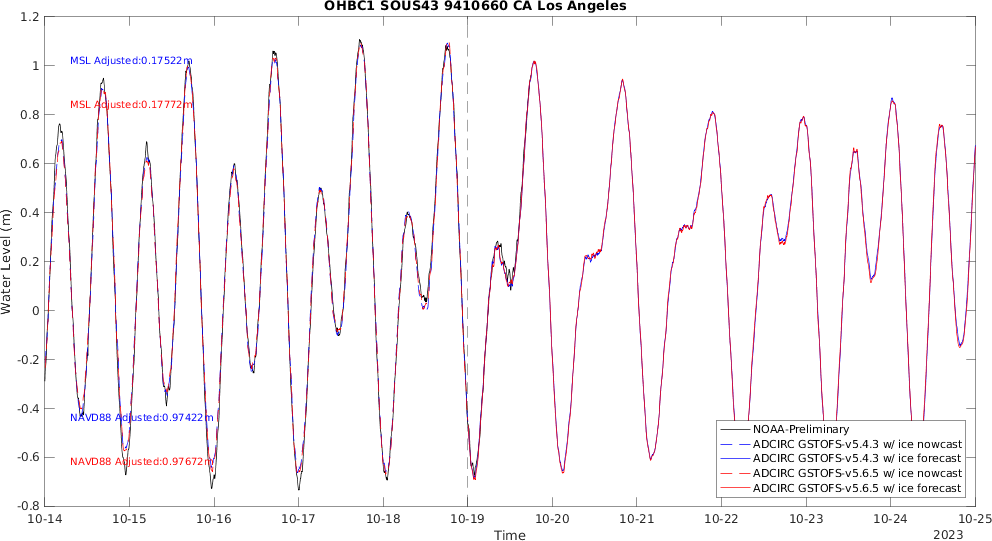 OHBC1 SOUS43 9410660 CA Los Angeles
1.2
1
0.8
0.6
0.4
0.2
0
-0.2
-0.4
-0.6
-0.8
Water Level (m)
MSL Adjusted:0.17522m
MSL Adjusted:0.17772m
NAVD88 Adjusted:0.97422m
NAVD88 Adjusted:0.97672m
NOAA-Preliminary
ADCIRC GSTOFS-v5.4.3 w/ ice nowcast
ADCIRC GSTOFS-v5.4.3 w/ ice forecast
ADCIRC GSTOFS-v5.6.5 w/ ice nowcast
ADCIRC GSTOFS-v5.6.5 w/ ice forecast
10-14 10-15 10-16 10-17 10-18 10-19 10-20 10-21 10-22 10-23 10-24 10-25
Time
2023